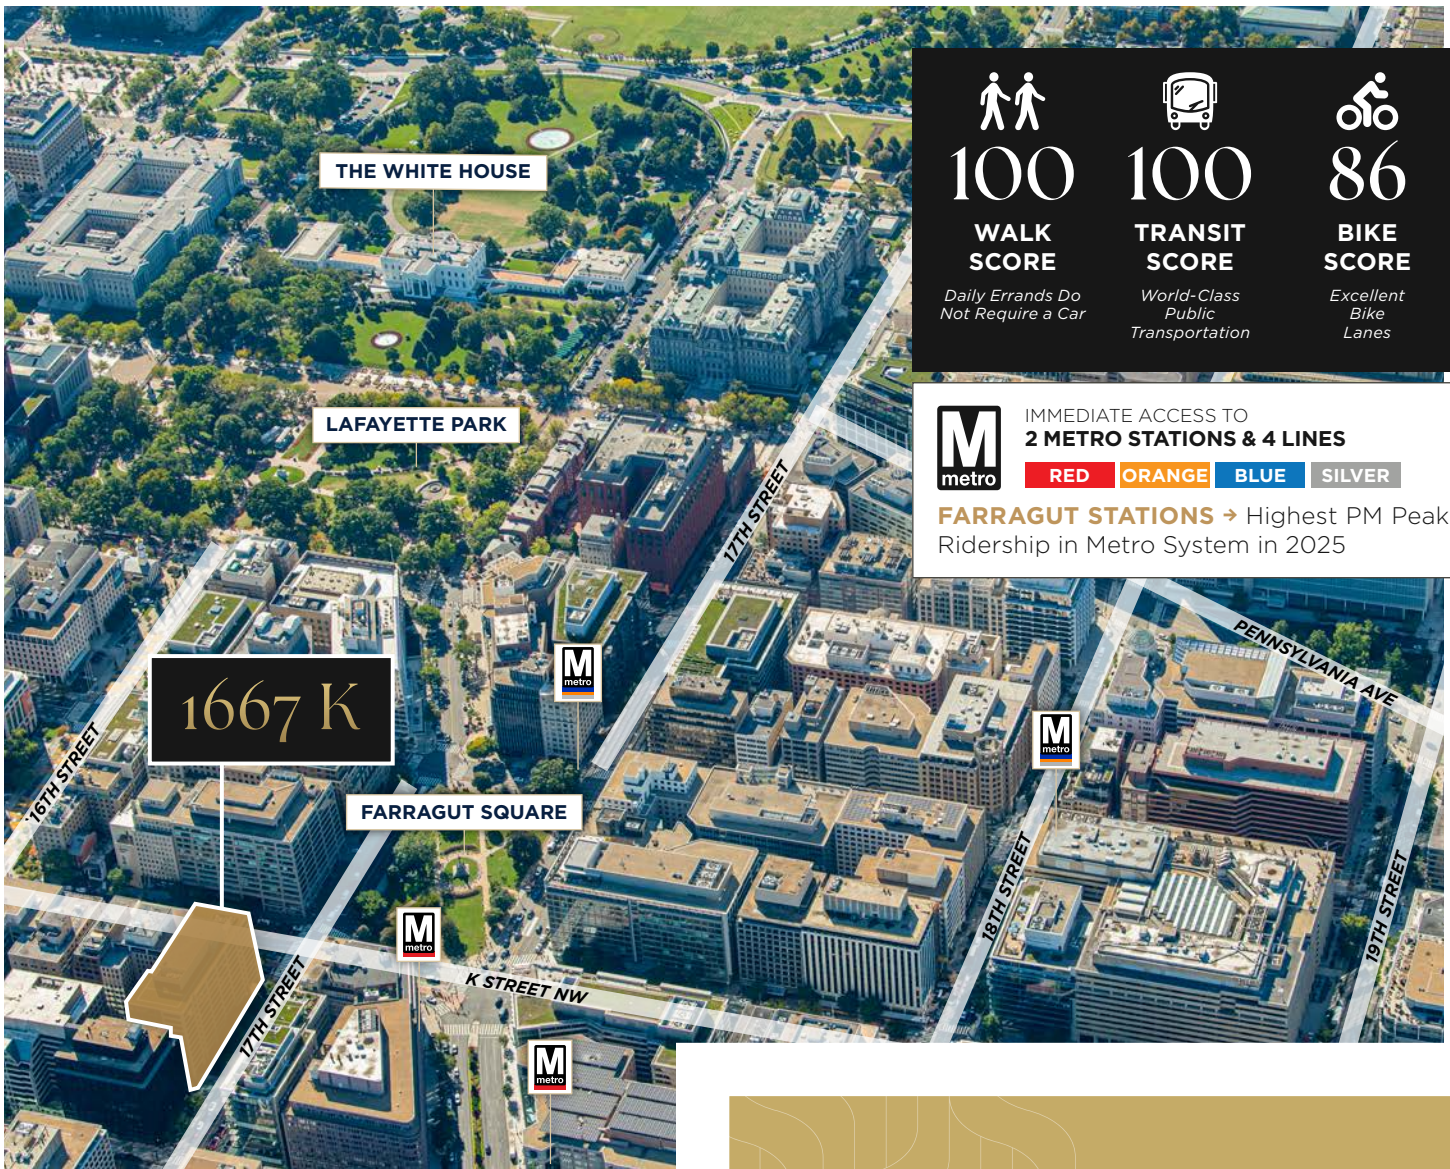 THE WHITE HOUSE
100
100
86
WALK
SCORE
TRANSIT
SCORE
BIKE
SCORE
Daily Errands Do
Not Require a Car
World-Class
Public
Transportation
Excellent
Bike
Lanes
M
metro
IMMEDIATE ACCESS TO
2 METRO STATIONS & 4 LINES
RED
ORANGE
BLUE
SILVER
FARRAGUT STATIONS → Highest PM Peak
Ridership in Metro System in 2025
LAFAYETTE PARK
17TH STREET
PENNSYLVANIA AVE
M
metro
1667 K
M
metro
16TH STREET
FARRAGUT SQUARE
18TH STREET
19TH STREET
M
metro
K STREET NW
17TH STREET
M
metro